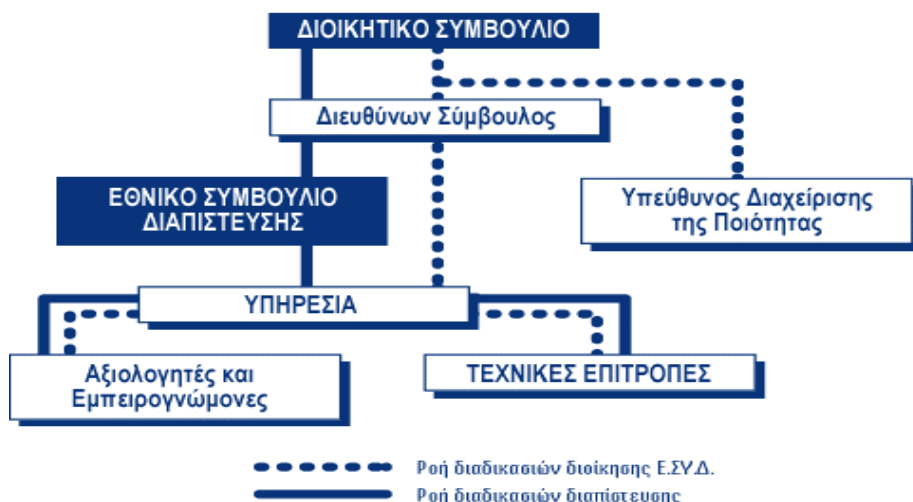 ΔΙΟΙΚΗΤΙΚΟ ΣΥΜΒΟΥΛΙΟ
Διευθύνων Σύμβουλος
ΕΘΝΙΚΟ ΣΥΜΒΟΥΛΙΟ
ΔΙΑΠΙΣΤΕΥΣΗΣ
Υπεύθυνος Διαχείρισης
της Ποιότητας
ΥΠΗΡΕΣΙΑ
Αξιολογητές και
Εμπειρογνώμονες
ΤΕΧΝΙΚΕΣ ΕΠΙΤΡΟΠΕΣ
Ροή διαδικασιών διοίκησης Ε.ΣΥ.Δ.
Ροή διαδικασιών διαπίστευσης